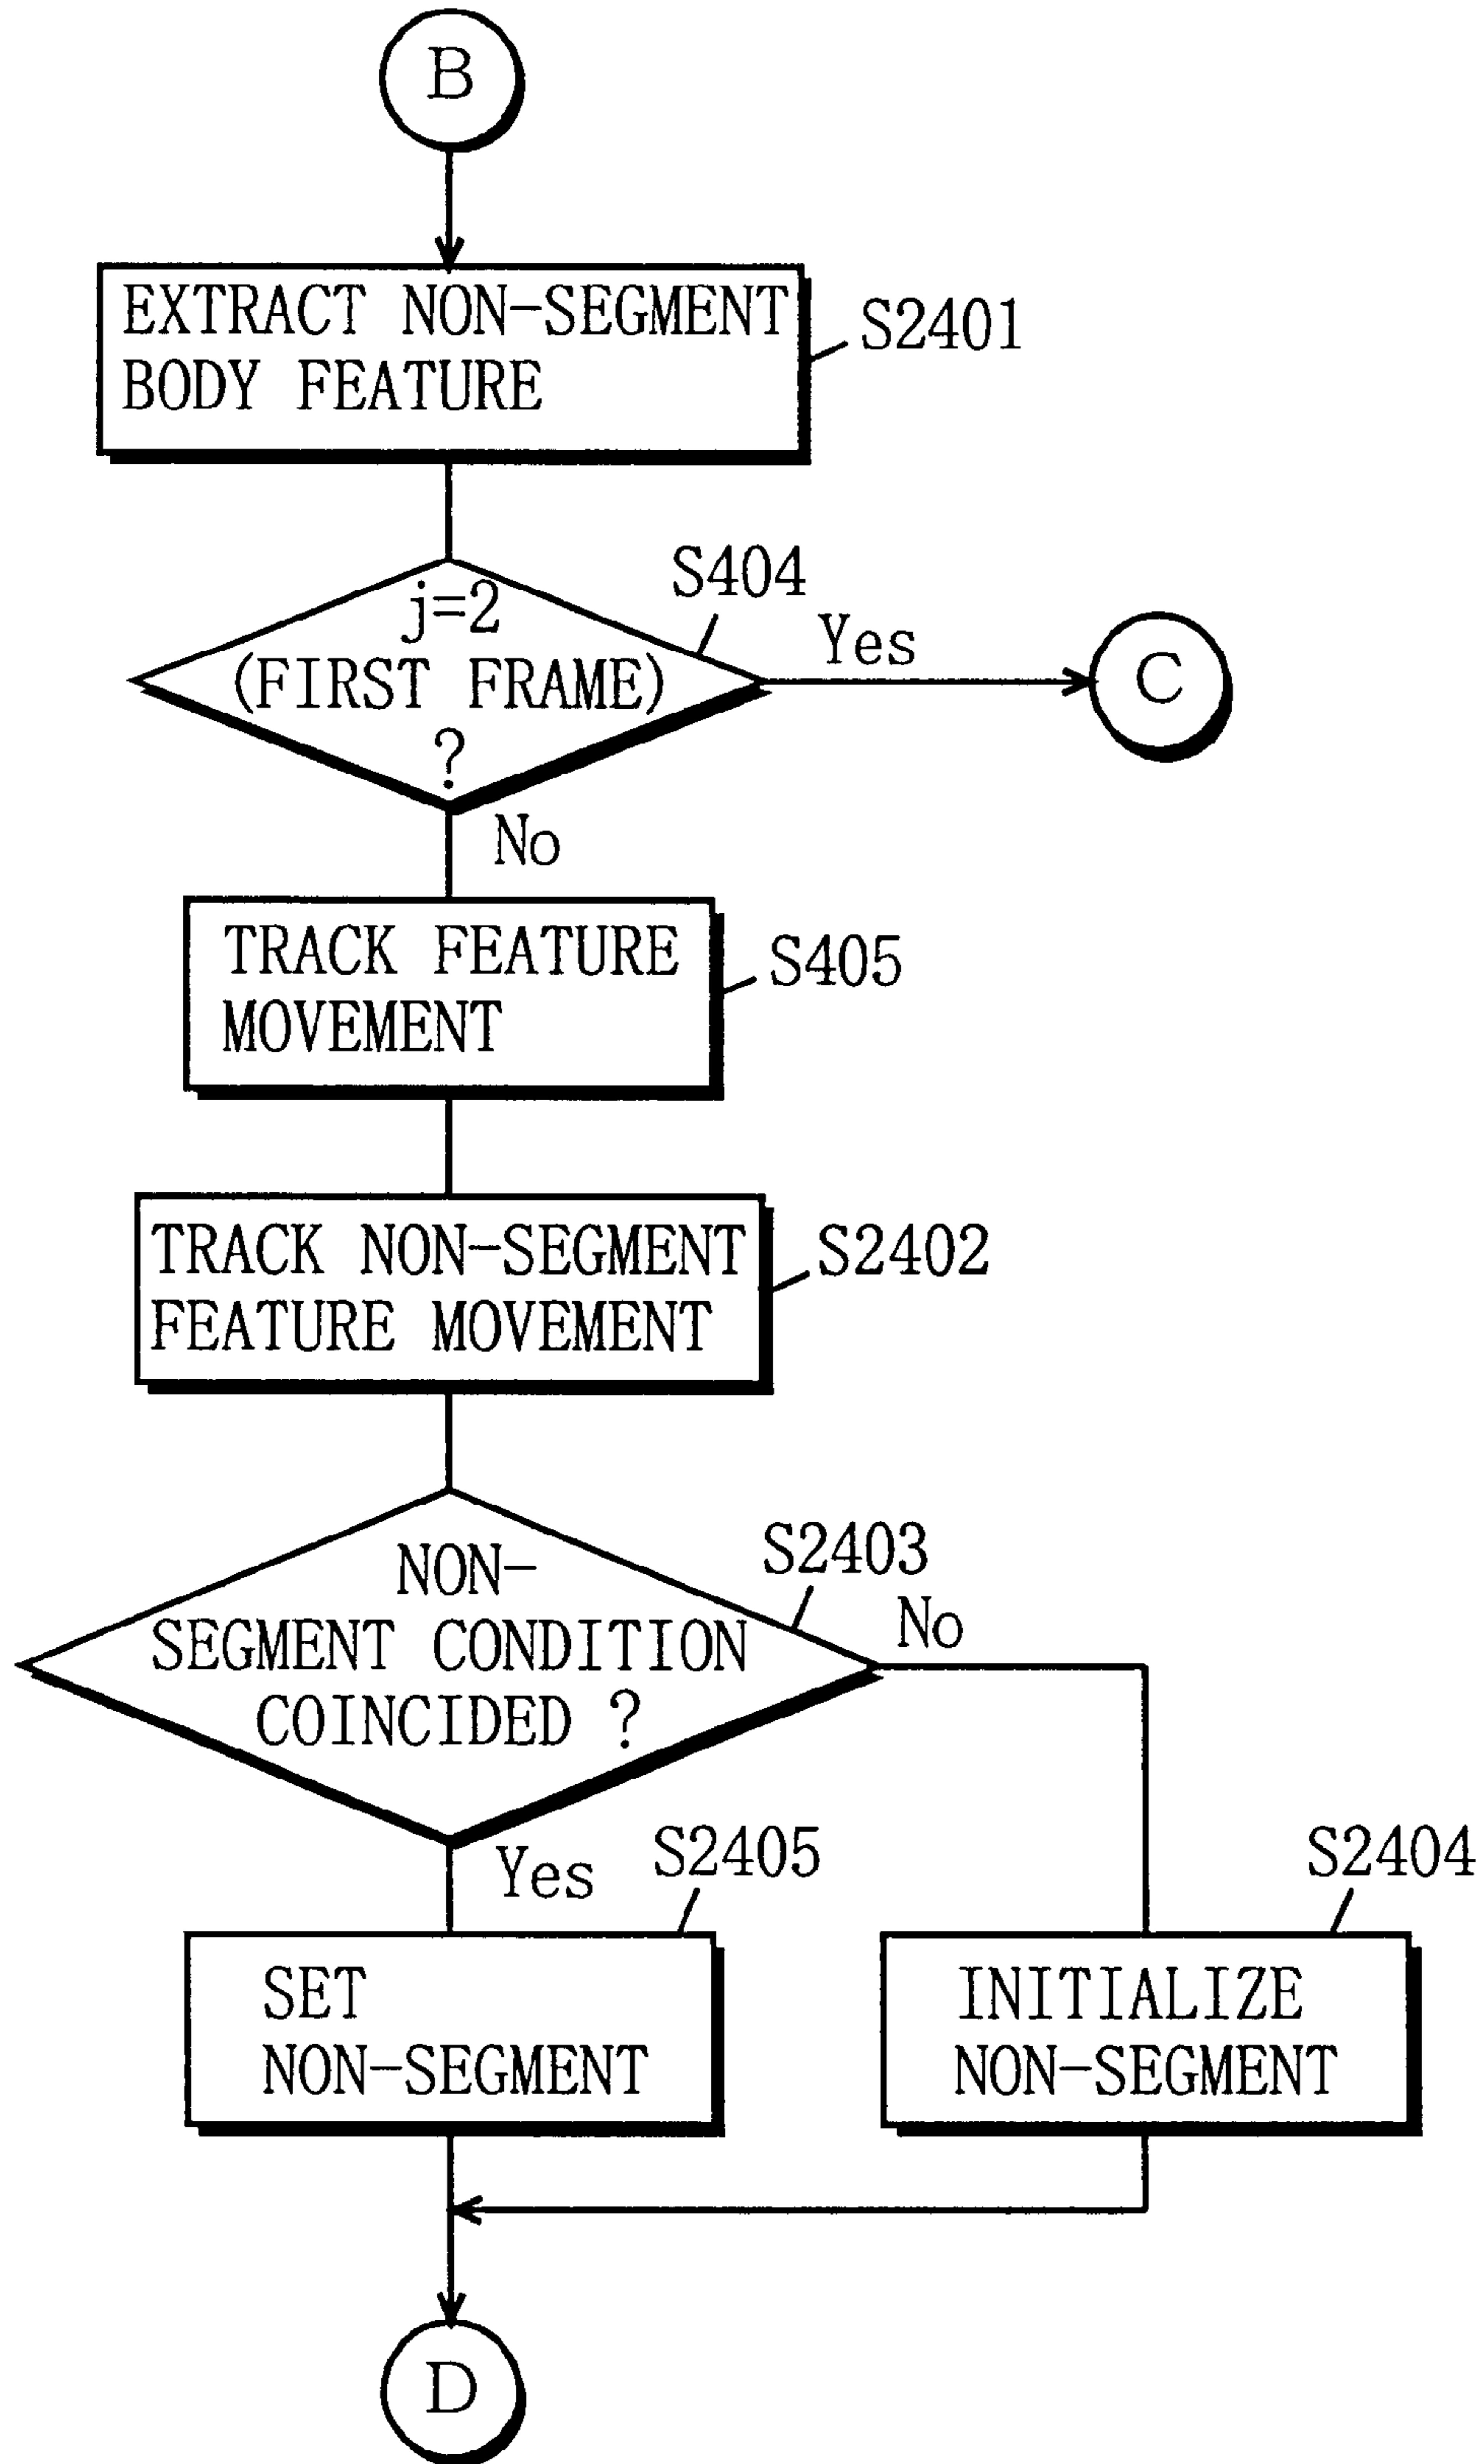 B
EXTRACT NON-SEGMENT
BODY FEATURE
S2401
j=2
(FIRST FRAME)
?
S404
Yes
C
No
TRACK FEATURE
MOVEMENT
S405
TRACK NON-SEGMENT
FEATURE MOVEMENT
S2402
NON-
SEGMENT CONDITION
COINCIDED ?
S2403
No
Yes
S2405
S2404
SET
NON-SEGMENT
INITIALIZE
NON-SEGMENT
D